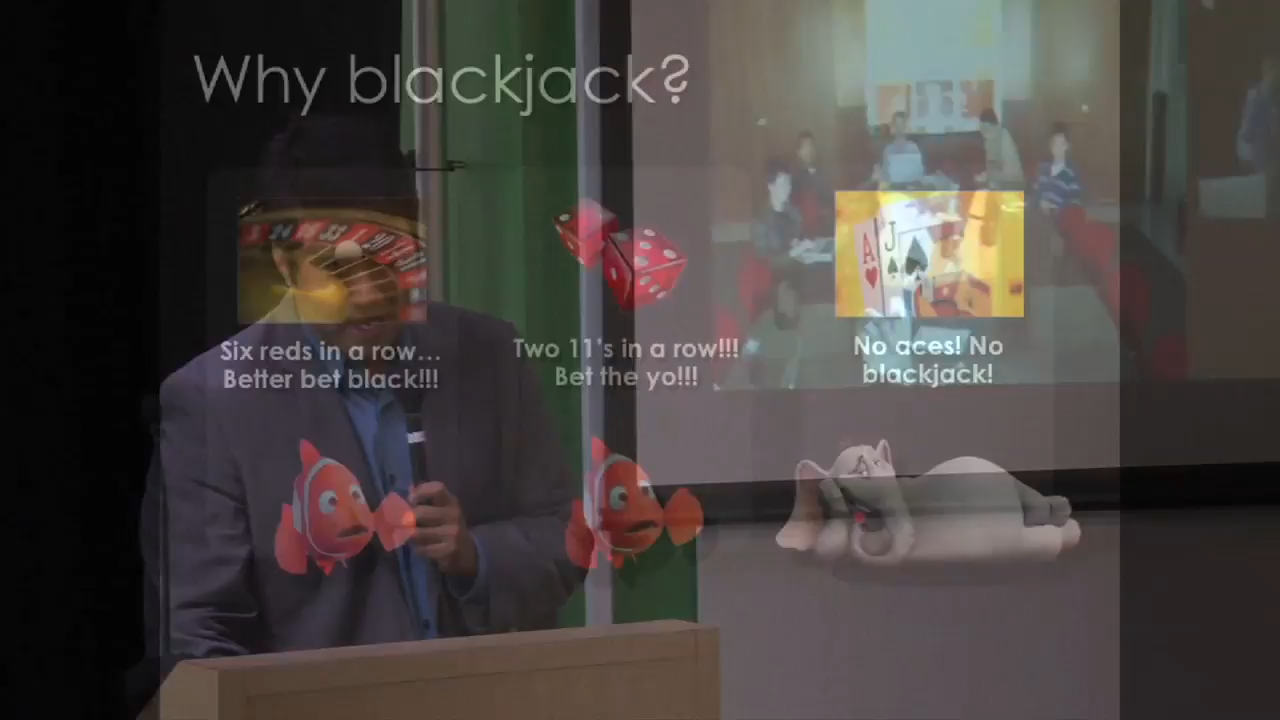 Why blackjack?
Six reds in a row...
Better bet black!!!
Two 11's in a row!!!
Bet the yo!!!
No aces! No
blackjack!
A
J